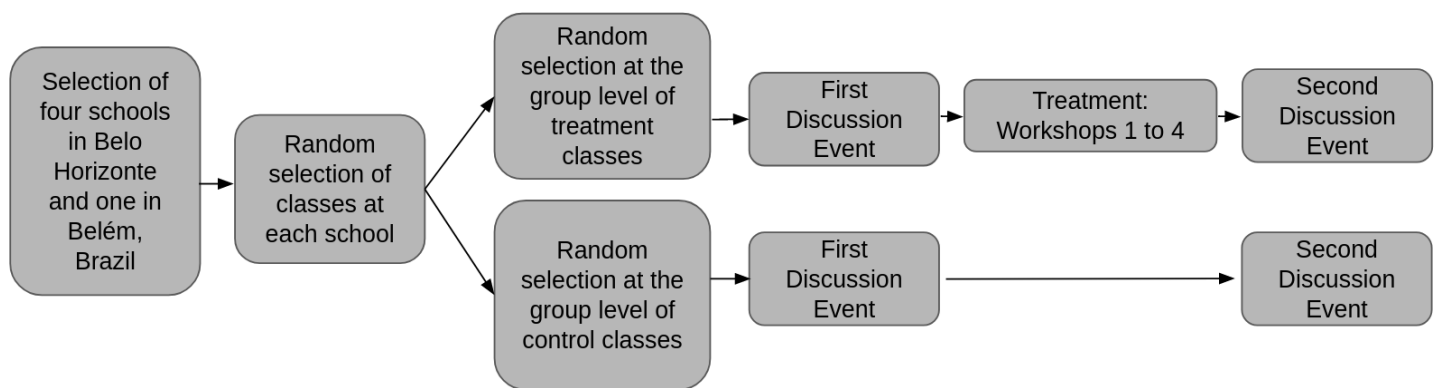 Selection of
four schools
in Belo
Horizonte
and one in
Belém,
Brazil
Random
selection of
classes at
each school
Random
selection at the
group level of
treatment
classes
First
Discussion
Event
Treatment:
Workshops 1 to 4
Second
Discussion
Event
Random
selection at the
group level of
control classes
First
Discussion
Event
Second
Discussion
Event